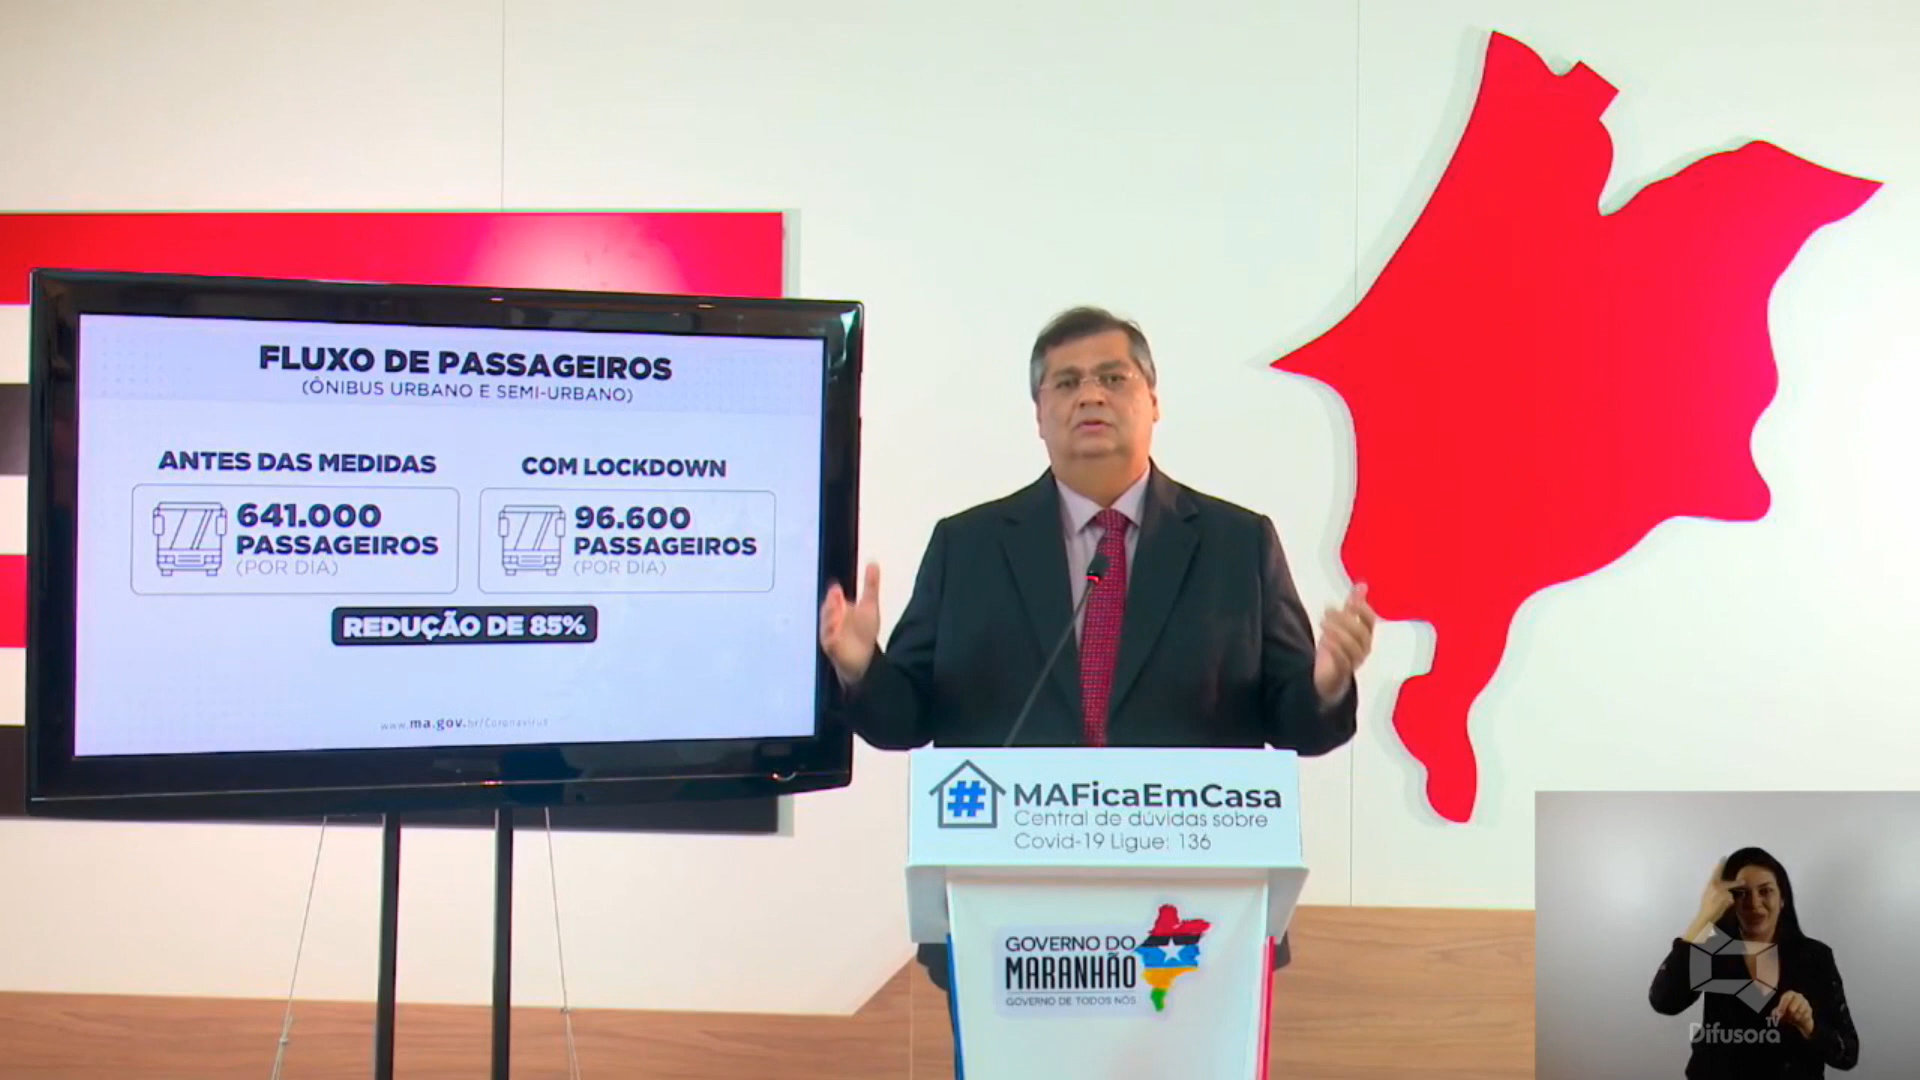 FLUXO DE PASSAGEIROS
(ÔNIBUS URBANO E SEMI-URBANO)
ANTES DAS MEDIDAS
641.000
PASSAGEIROS
(POR DIA)
COM LOCKDOWN
96.600
PASSAGEIROS
(POR DIA)
REDUÇÃO DE 85%
www.ma.gov.br/Coronavirus
#MAFicaEmCasa
Central de dúvidas sobre
Covid-19 Ligue: 136
GOVERNO DO
MARANHÃO
GOVERNO DE TODOS NÓS
TV
Difusora